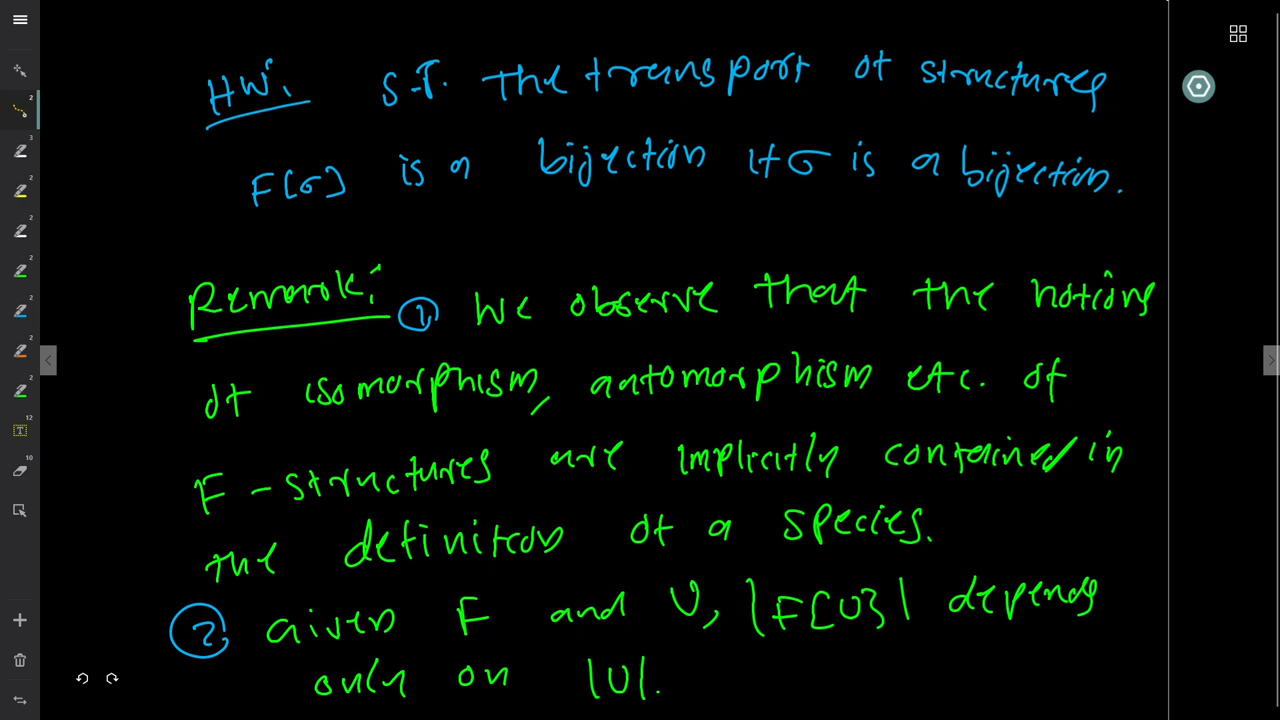 HW: S.T. the transport of structures
F[σ] is a bijection if σ is a bijection.
Remark: ① We observe that the notions
of isomorphism, automorphism etc. of
F-structures are implicitly contained in
the definition of a species.
② Given F and U, |F[U]| depends
only on |U|.